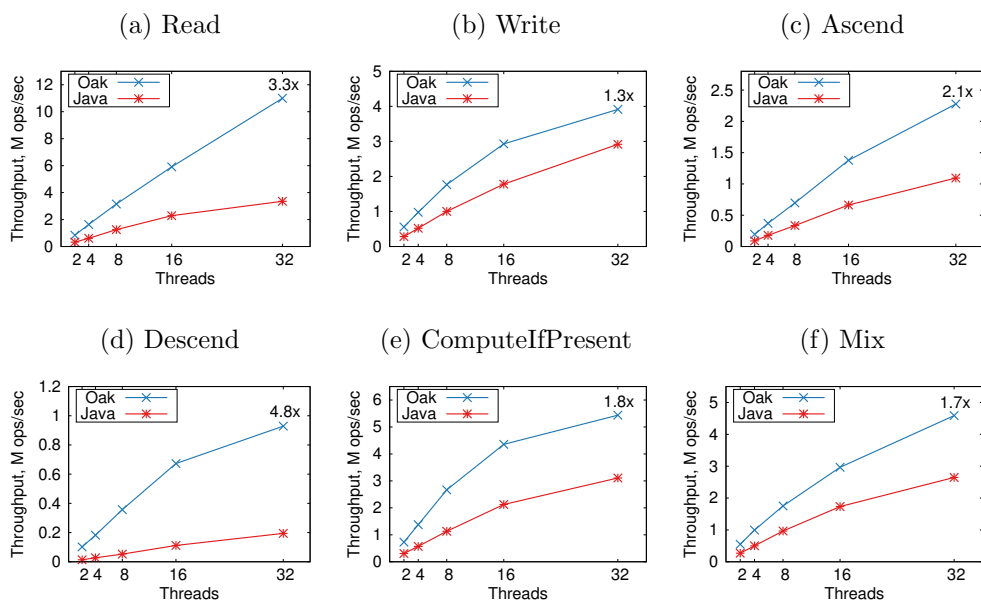 (a) Read
Throughput, M ops/sec
12
10
8
6
4
2
0
Oak
Java
3.3x
2 4 8 16 32
Threads
(b) Write
Throughput, M ops/sec
5
4
3
2
1
0
Oak
Java
1.3x
2 4 8 16 32
Threads
(c) Ascend
Throughput, M ops/sec
2.5
2
1.5
1
0.5
0
Oak
Java
2.1x
2 4 8 16 32
Threads
(d) Descend
Throughput, M ops/sec
1.2
1
0.8
0.6
0.4
0.2
0
Oak
Java
4.8x
2 4 8 16 32
Threads
(e) ComputeIfPresent
Throughput, M ops/sec
6
5
4
3
2
1
0
Oak
Java
1.8x
2 4 8 16 32
Threads
(f) Mix
Throughput, M ops/sec
5
4
3
2
1
0
Oak
Java
1.7x
2 4 8 16 32
Threads